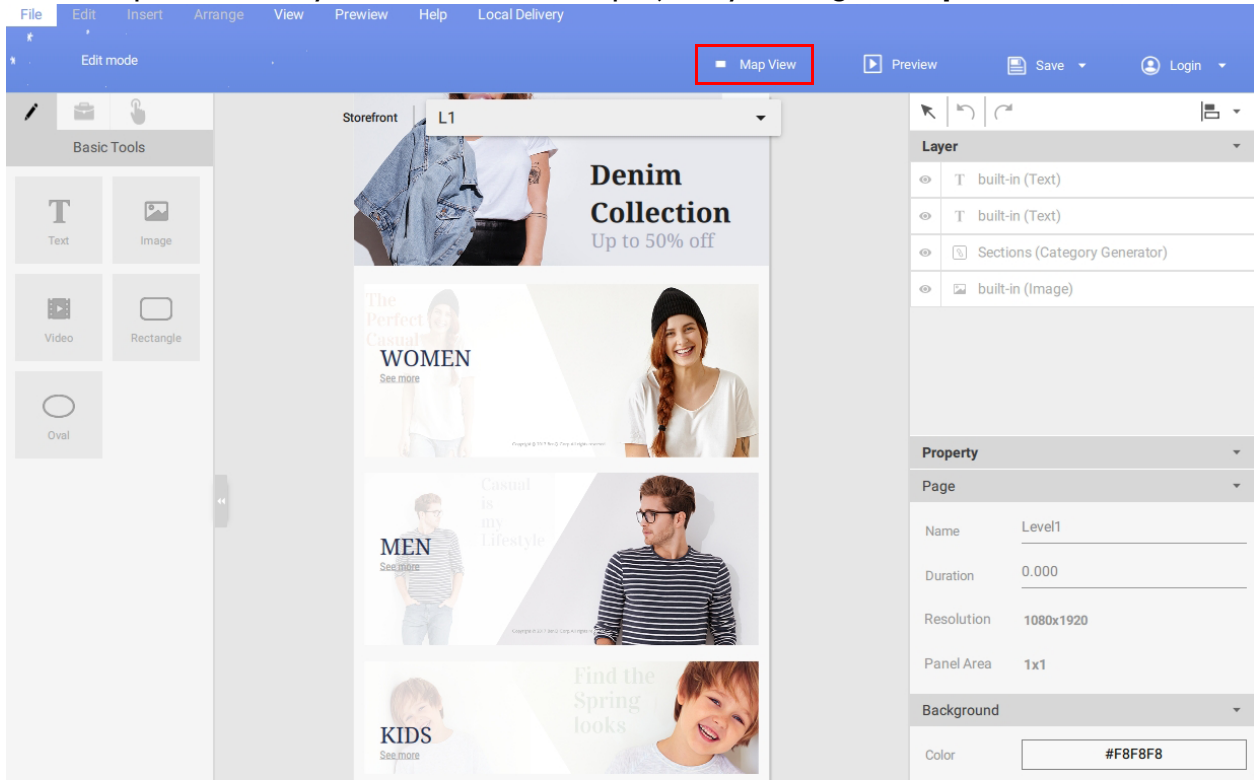 File Edit Insert Arrange View Prewiew Help Local Delivery
Edit mode
Map View
Preview
Save
Login
Basic Tools
Text
Image
Video
Rectangle
Oval
Storefront
L1
Denim
Collection
Up to 50% off
The
Perfect
Casual
WOMEN
See more
Casual
is
my
Lifestyle
MEN
See more
Find the
Spring
looks
KIDS
See more
Layer
T built-in (Text)
T built-in (Text)
Sections (Category Generator)
built-in (Image)
Property
Page
Name Level1
Duration 0.000
Resolution 1080x1920
Panel Area 1x1
Background
Color #F8F8F8